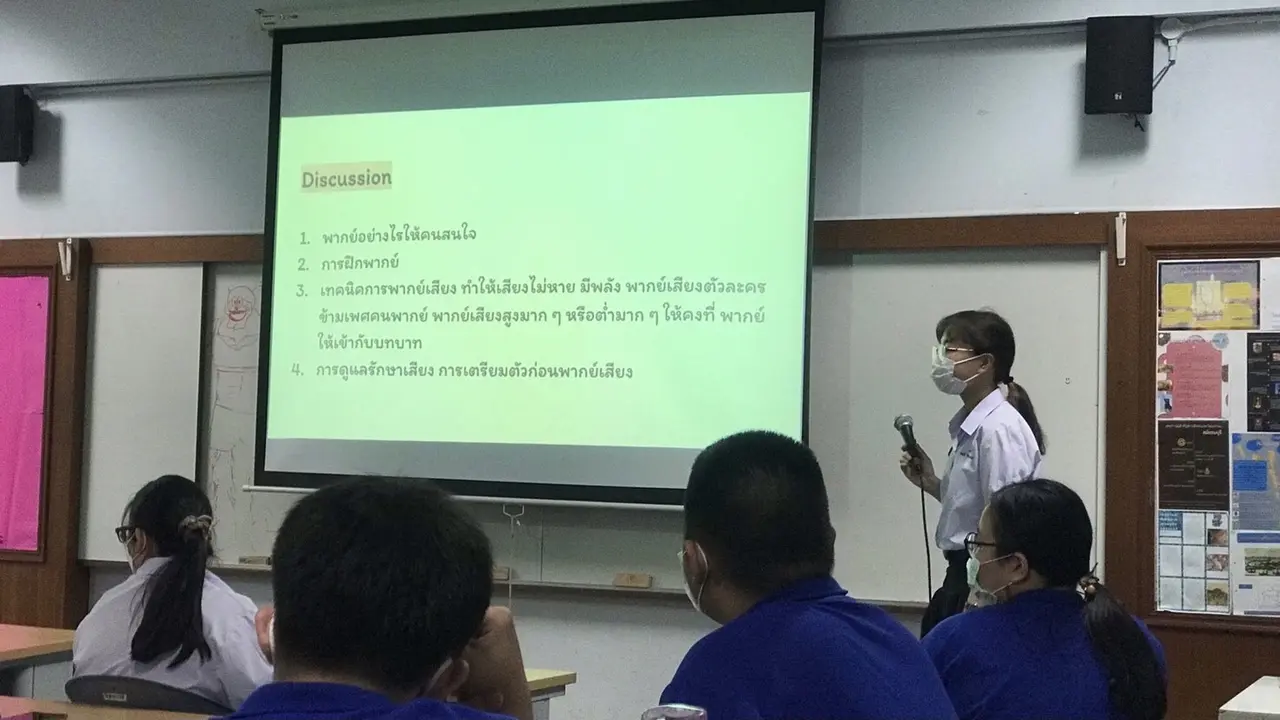 Discussion
1. พากย์อย่างไรให้คนสนใจ
2. การฝึกพากย์
3. เทคนิคการพากย์เสียง ทำให้เสียงไม่หาย มีพลัง พากย์เสียงตัวละคร
ข้ามเพศคนพากย์ พากย์เสียงสูงมาก ๆ หรือต่ำมาก ๆ ให้คงที่ พากย์
ให้เข้ากับบทบาท
4. การดูแลรักษาเสียง การเตรียมตัวก่อนพากย์เสียง